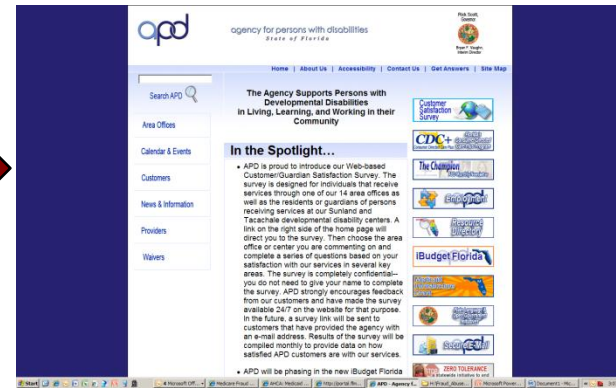 apd
agency for persons with disabilities
State of Florida
Rick Scott,
Governor
Bryan F. Vaughn,
Interim Director
Home | About Us | Accessibility | Contact Us | Get Answers | Site Map
Search APD
Area Offices
Calendar & Events
Customers
News & Information
Providers
Waivers
The Agency Supports Persons with
Developmental Disabilities
in Living, Learning, and Working in their
Community
In the Spotlight...
• APD is proud to introduce our Web-based
Customer/Guardian Satisfaction Survey. The
survey is designed for individuals that receive
services through one of our 14 area offices as
well as the residents or guardians of persons
receiving services at our Sunland and
Tacachale developmental disability centers. A
link on the right side of the home page will
direct you to the survey. Then choose the area
office or center you are commenting on and
complete a series of questions based on your
satisfaction with our services in several key
areas. The survey is completely confidential--
you do not need to give your name to complete
the survey. APD strongly encourages feedback
from our customers and have made the survey
available 24/7 on the website for that purpose.
In the future, a survey link will be sent to
customers that have provided the agency with
an e-mail address. Results of the survey will be
compiled monthly to provide data on how
satisfied APD customers are with our services.
• APD will be phasing in the new iBudget Florida
Customer
Satisfaction
Survey
CDC+
The Champion
Employment
Resource
Directory
iBudget Florida
Secure E-Mail
ZERO TOLERANCE
Start